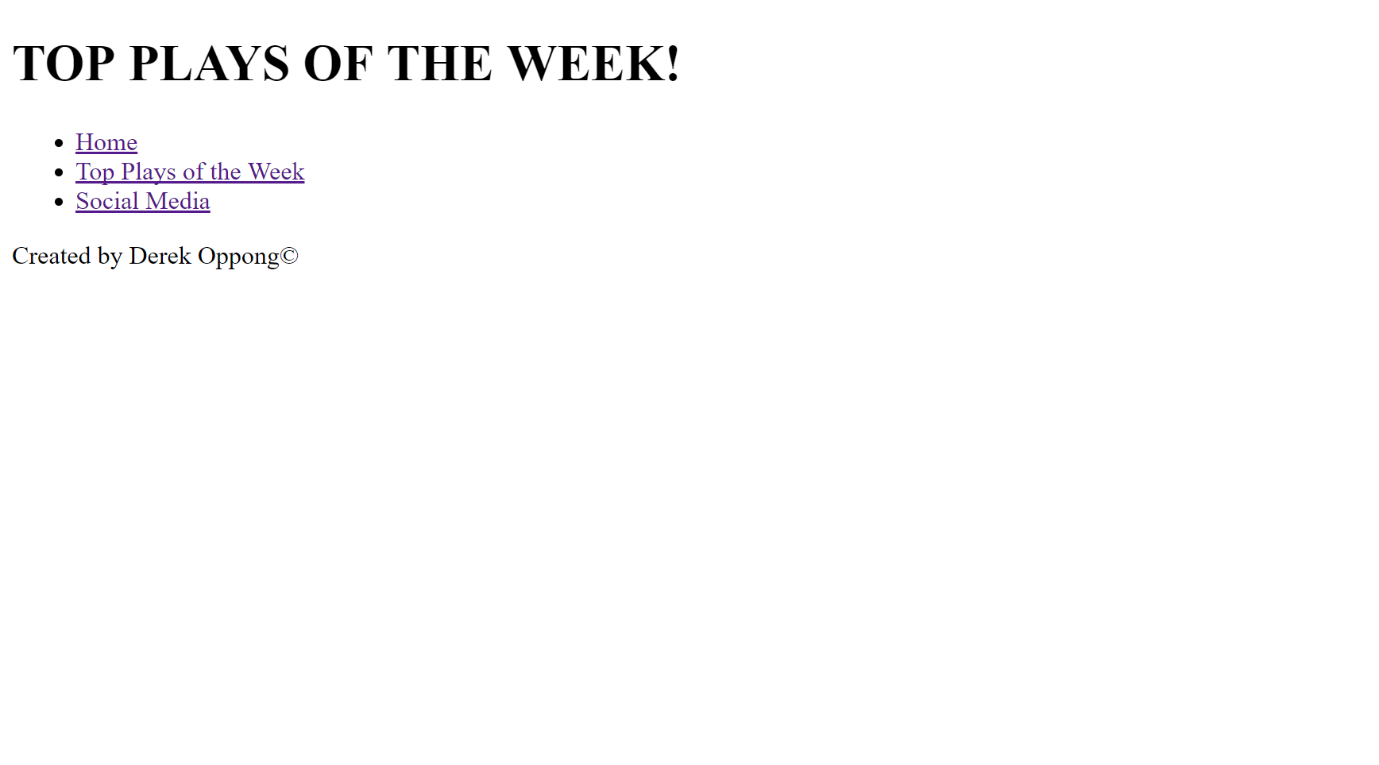 TOP PLAYS OF THE WEEK!
Home
Top Plays of the Week
Social Media
Created by Derek Oppong©